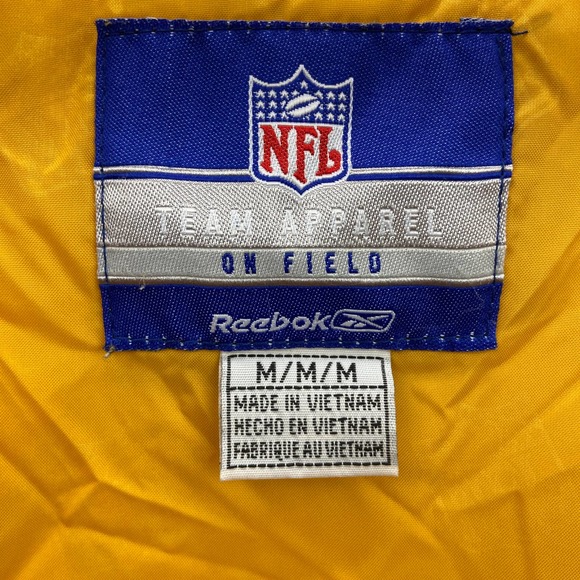 NFL
TEAM APPAREL
ON FIELD
Reebok
M/M/M
MADE IN VIETNAM
HECHO EN VIETNAM
FABRIQUE AU VIETNAM